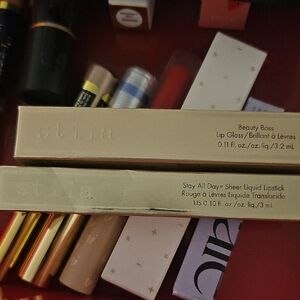 stila
Beauty Boss
Lip Gloss / Brillant à Lèvres
0.11 fl. oz./oz. liq./3.2 mL
stila
Stay All Day® Sheer Liquid Lipstick
Rouge à Lèvres Liquide Translucide
US 0.10 fl. oz./oz. liq./3 ml